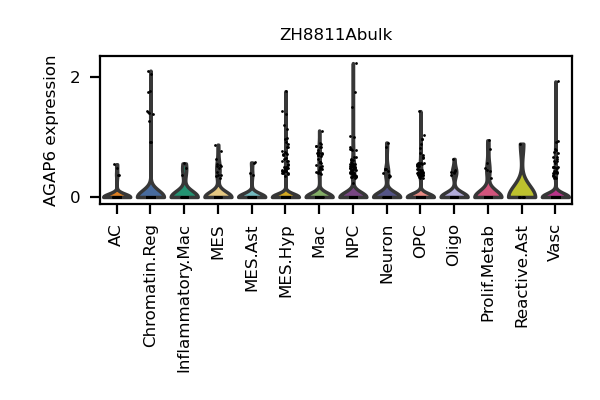 ZH8811Abulk
AGAP6 expression
2
0
AC
Chromatin.Reg
Inflammatory.Mac
MES
MES.Ast
MES.Hyp
Mac
NPC
Neuron
OPC
Oligo
Prolif.Metab
Reactive.Ast
Vasc